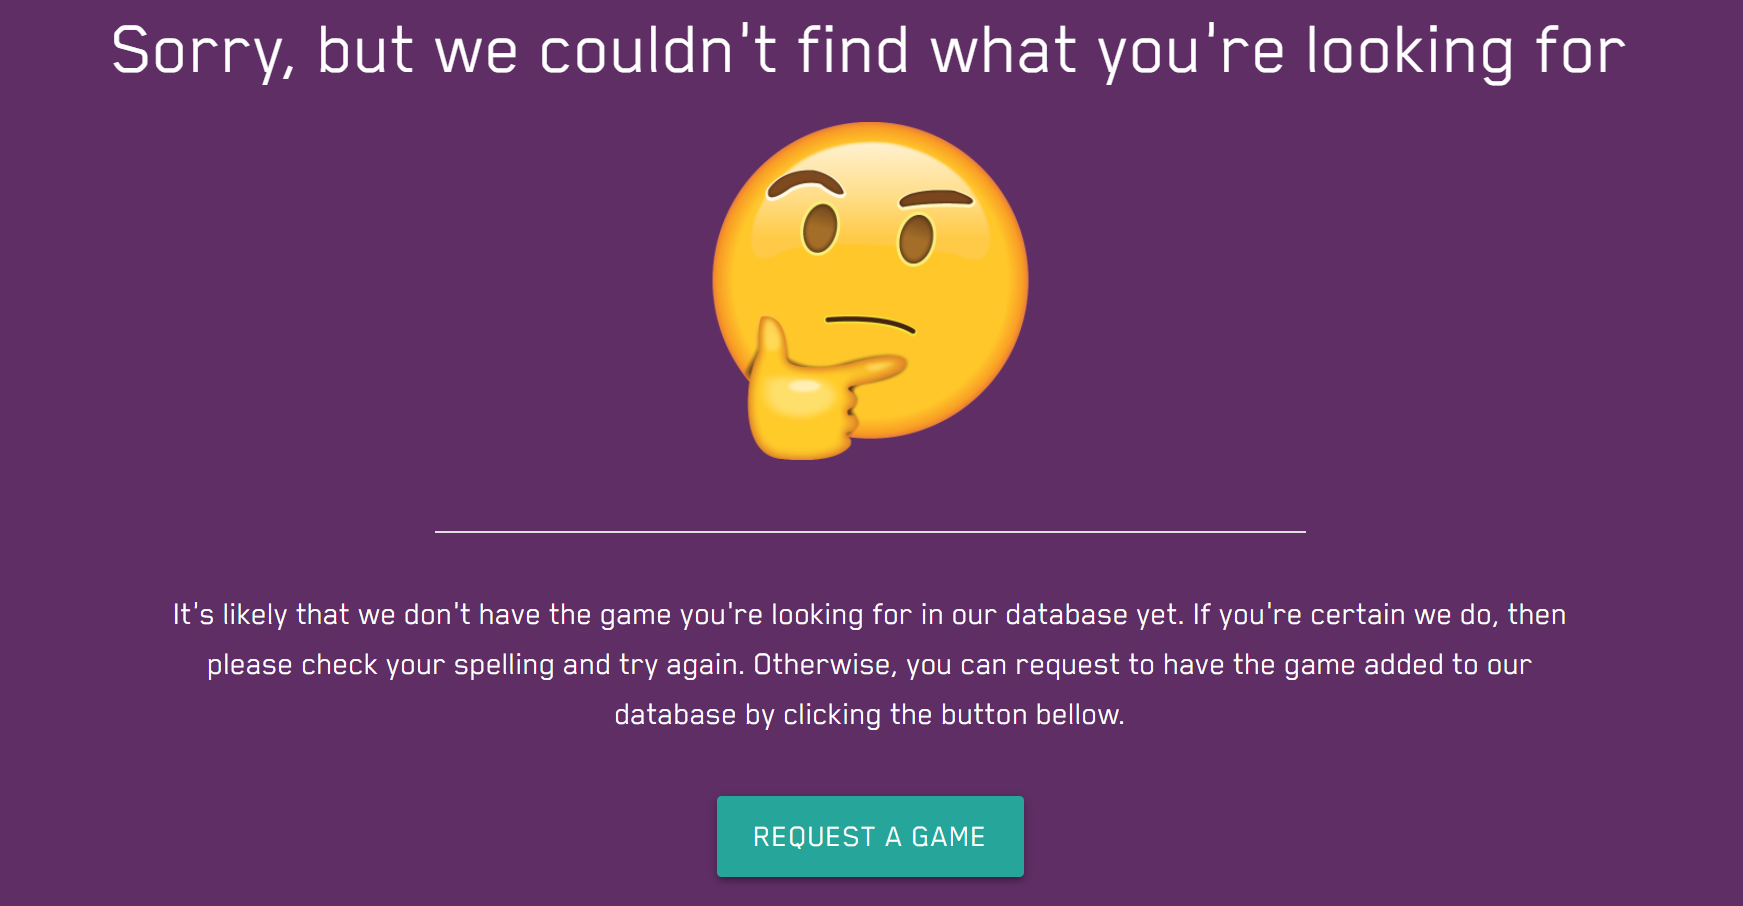 Sorry, but we couldn't find what you're looking for
It's likely that we don't have the game you're looking for in our database yet. If you're certain we do, then
please check your spelling and try again. Otherwise, you can request to have the game added to our
database by clicking the button bellow.
REQUEST A GAME